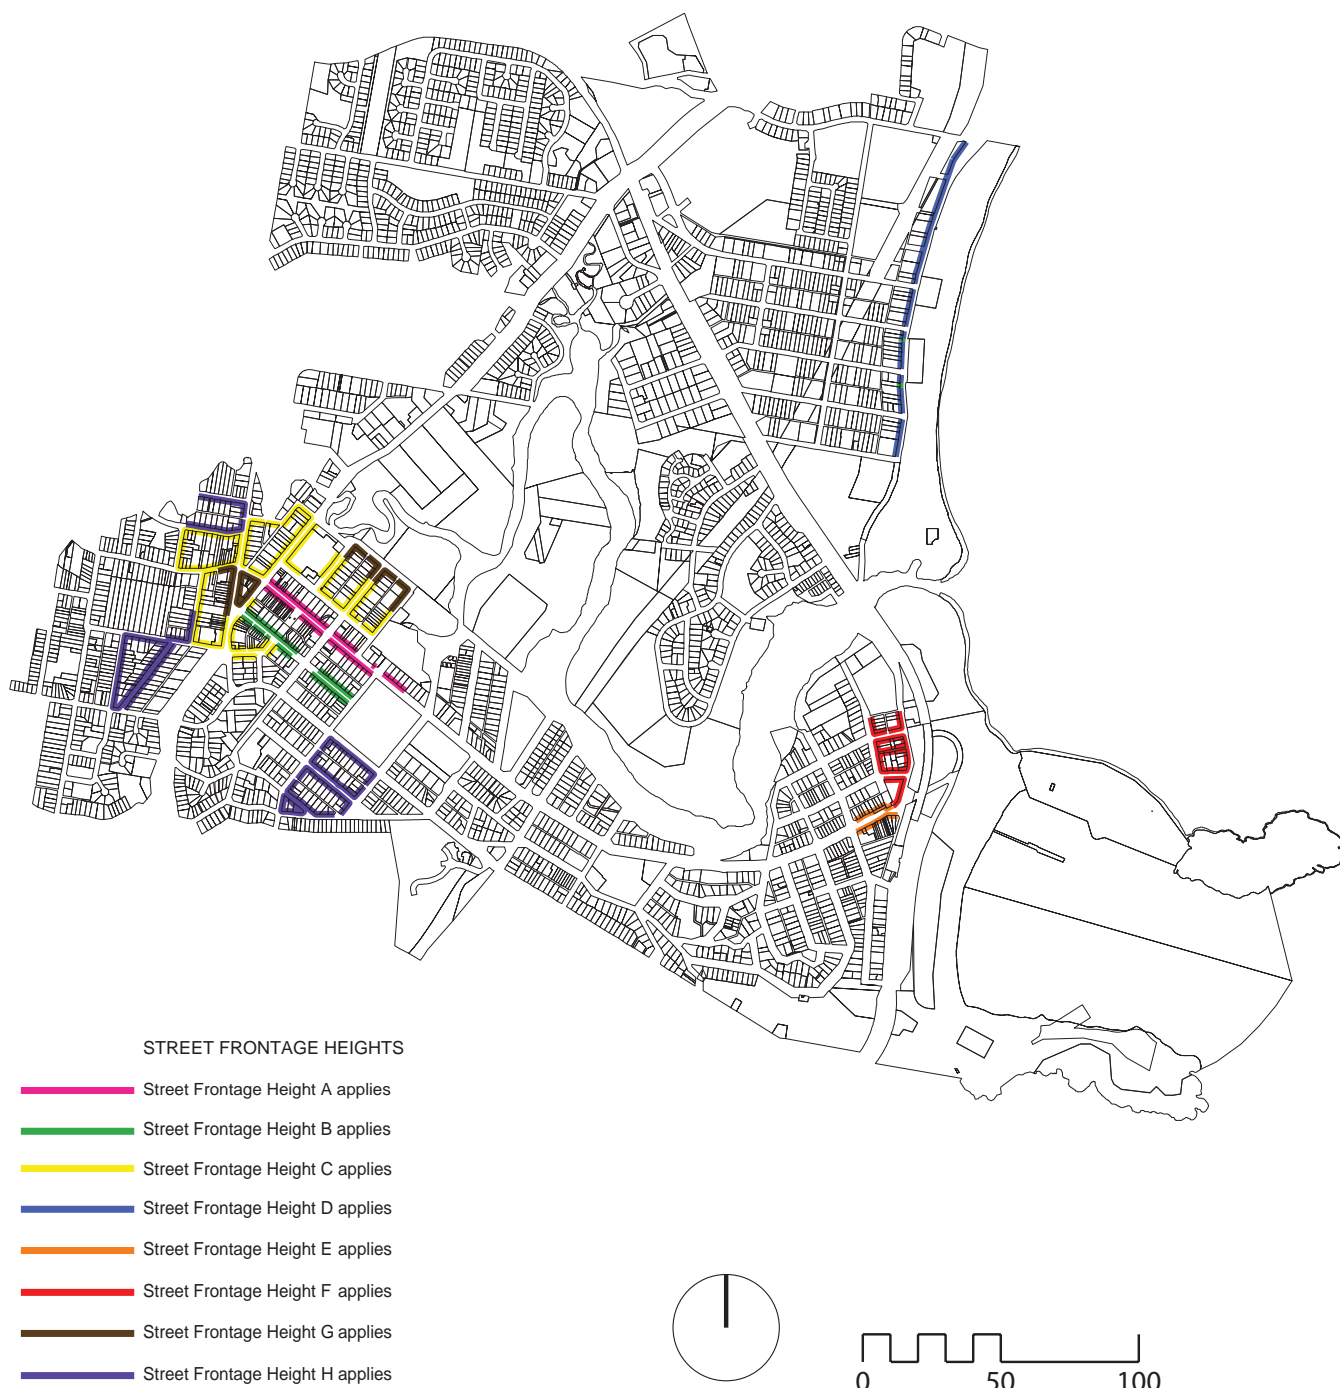 STREET FRONTAGE HEIGHTS
Street Frontage Height A applies
Street Frontage Height B applies
Street Frontage Height C applies
Street Frontage Height D applies
Street Frontage Height E applies
Street Frontage Height F applies
Street Frontage Height G applies
Street Frontage Height H applies
0 50 100